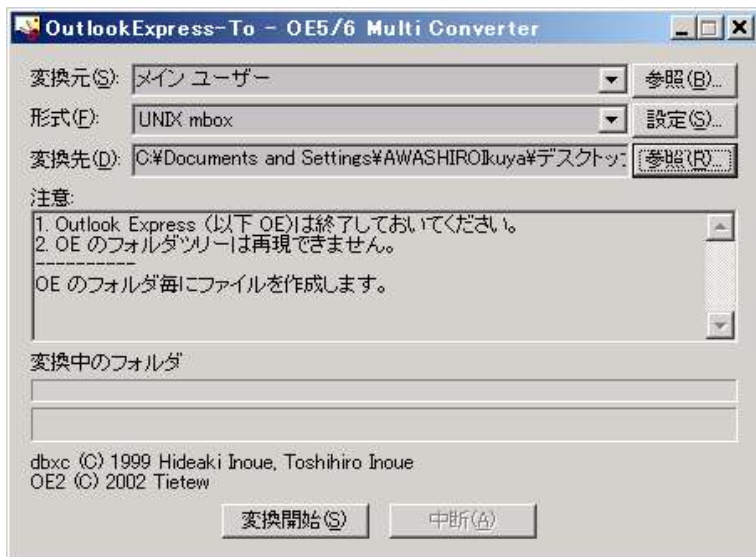 OutlookExpress-To - OE5/6 Multi Converter
変換元(S): メイン ユーザー 参照(B)...
形式(F): UNIX mbox 設定(S)...
変換先(D): C:¥Documents and Settings¥AWASHIROIkuya¥デスクトッ 参照(R)...
注意:
1. Outlook Express (以下 OE)は終了しておいてください。
2. OE のフォルダツリーは再現できません。
----------
OE のフォルダ毎にファイルを作成します。
変換中のフォルダ
dbxc (C) 1999 Hideaki Inoue, Toshihiro Inoue
OE2 (C) 2002 Tietew
変換開始(S) 中断(A)